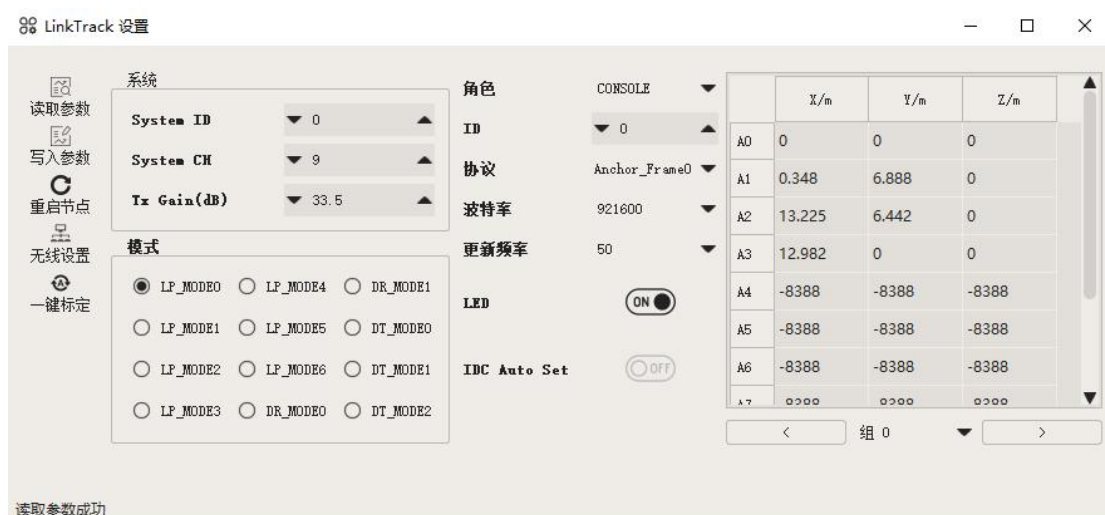 LinkTrack 设置
读取参数
写入参数
重启节点
无线设置
一键标定
系统
System ID 0
System CH 9
Tx Gain(dB) 33.5
模式
LP_MODE0 LP_MODE4 DR_MODE1
LP_MODE1 LP_MODE5 DT_MODE0
LP_MODE2 LP_MODE6 DT_MODE1
LP_MODE3 DR_MODE0 DT_MODE2
角色 CONSOLE
ID 0
协议 Anchor_Frame0
波特率 921600
更新频率 50
LED ON
IDC Auto Set OFF
X/m Y/m Z/m
A0 0 0 0
A1 0.348 6.888 0
A2 13.225 6.442 0
A3 12.982 0 0
A4 -8388 -8388 -8388
A5 -8388 -8388 -8388
A6 -8388 -8388 -8388
A7 -8388 -8388 -8388
< 组 0 >
读取参数成功